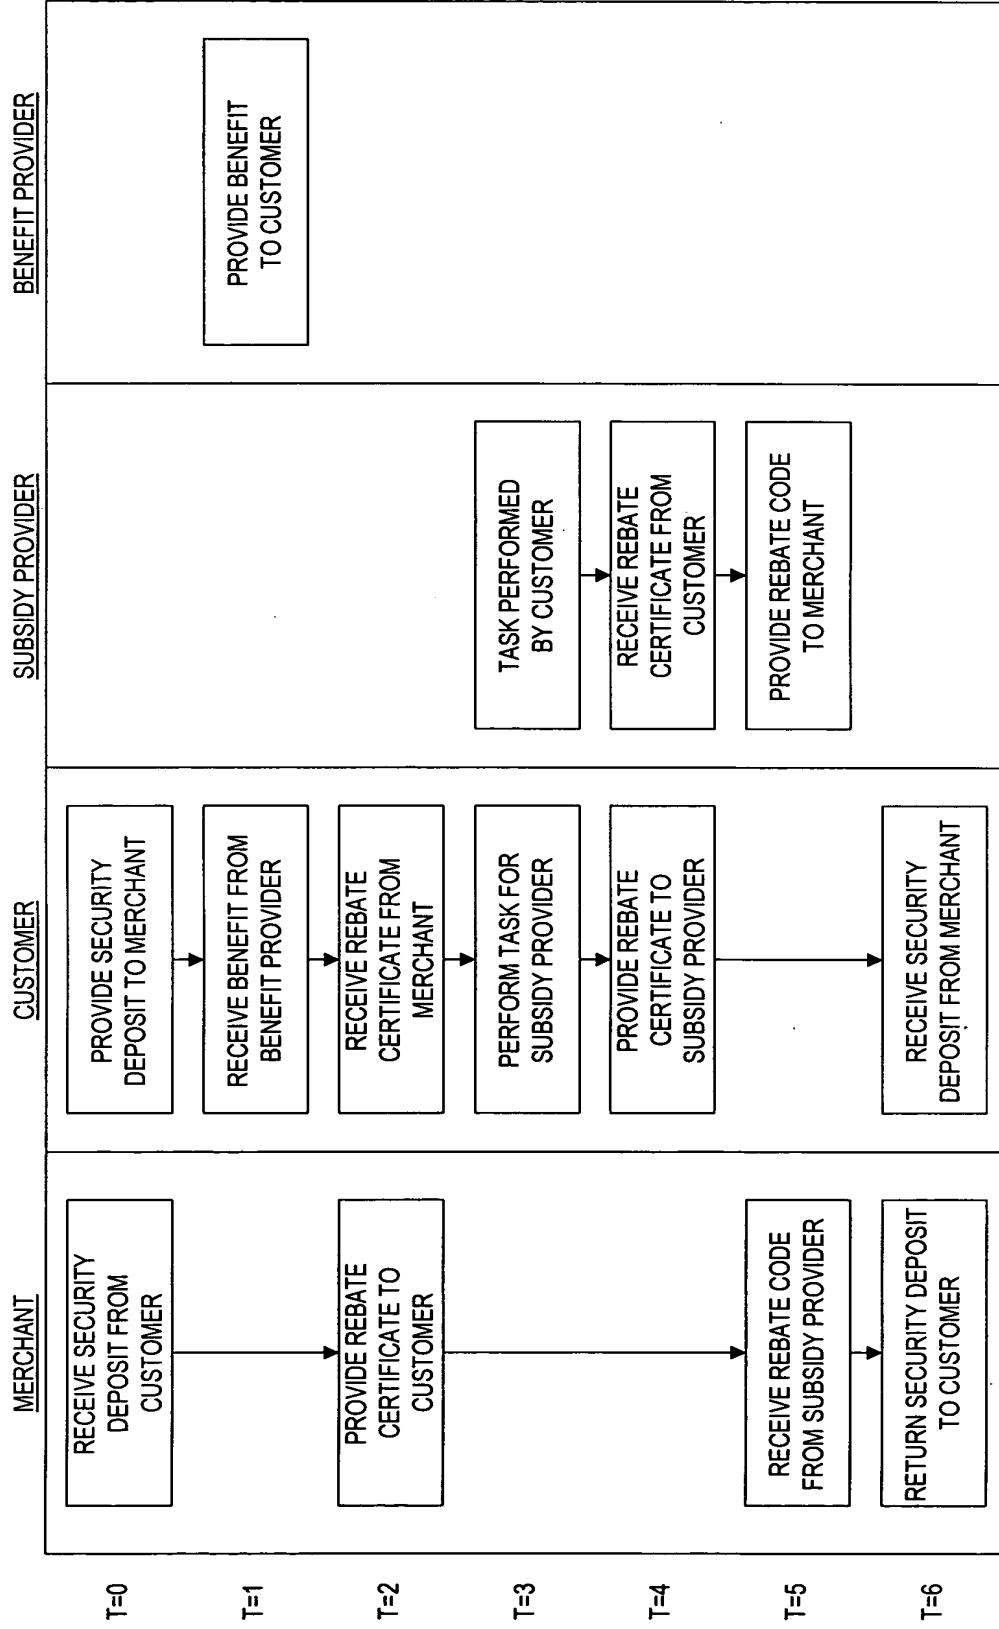 MERCHANT
CUSTOMER
SUBSIDY PROVIDER
BENEFIT PROVIDER
T=0
RECEIVE SECURITY
DEPOSIT FROM
CUSTOMER
PROVIDE SECURITY
DEPOSIT TO MERCHANT
T=1
RECEIVE BENEFIT FROM
BENEFIT PROVIDER
PROVIDE BENEFIT
TO CUSTOMER
T=2
PROVIDE REBATE
CERTIFICATE TO
CUSTOMER
RECEIVE REBATE
CERTIFICATE FROM
MERCHANT
T=3
PERFORM TASK FOR
SUBSIDY PROVIDER
TASK PERFORMED
BY CUSTOMER
T=4
PROVIDE REBATE
CERTIFICATE TO
SUBSIDY PROVIDER
RECEIVE REBATE
CERTIFICATE FROM
CUSTOMER
T=5
RECEIVE REBATE CODE
FROM SUBSIDY PROVIDER
PROVIDE REBATE CODE
TO MERCHANT
T=6
RETURN SECURITY DEPOSIT
TO CUSTOMER
RECEIVE SECURITY
DEPOSIT FROM MERCHANT